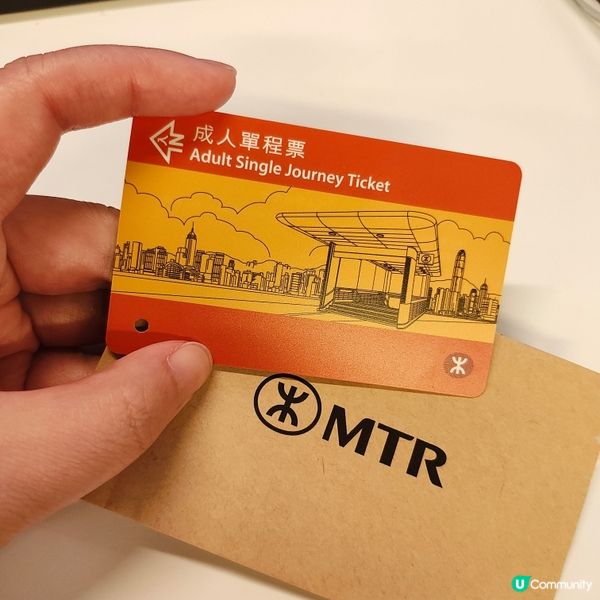 成人單程票
Adult Single Journey Ticket
MTR
U Community